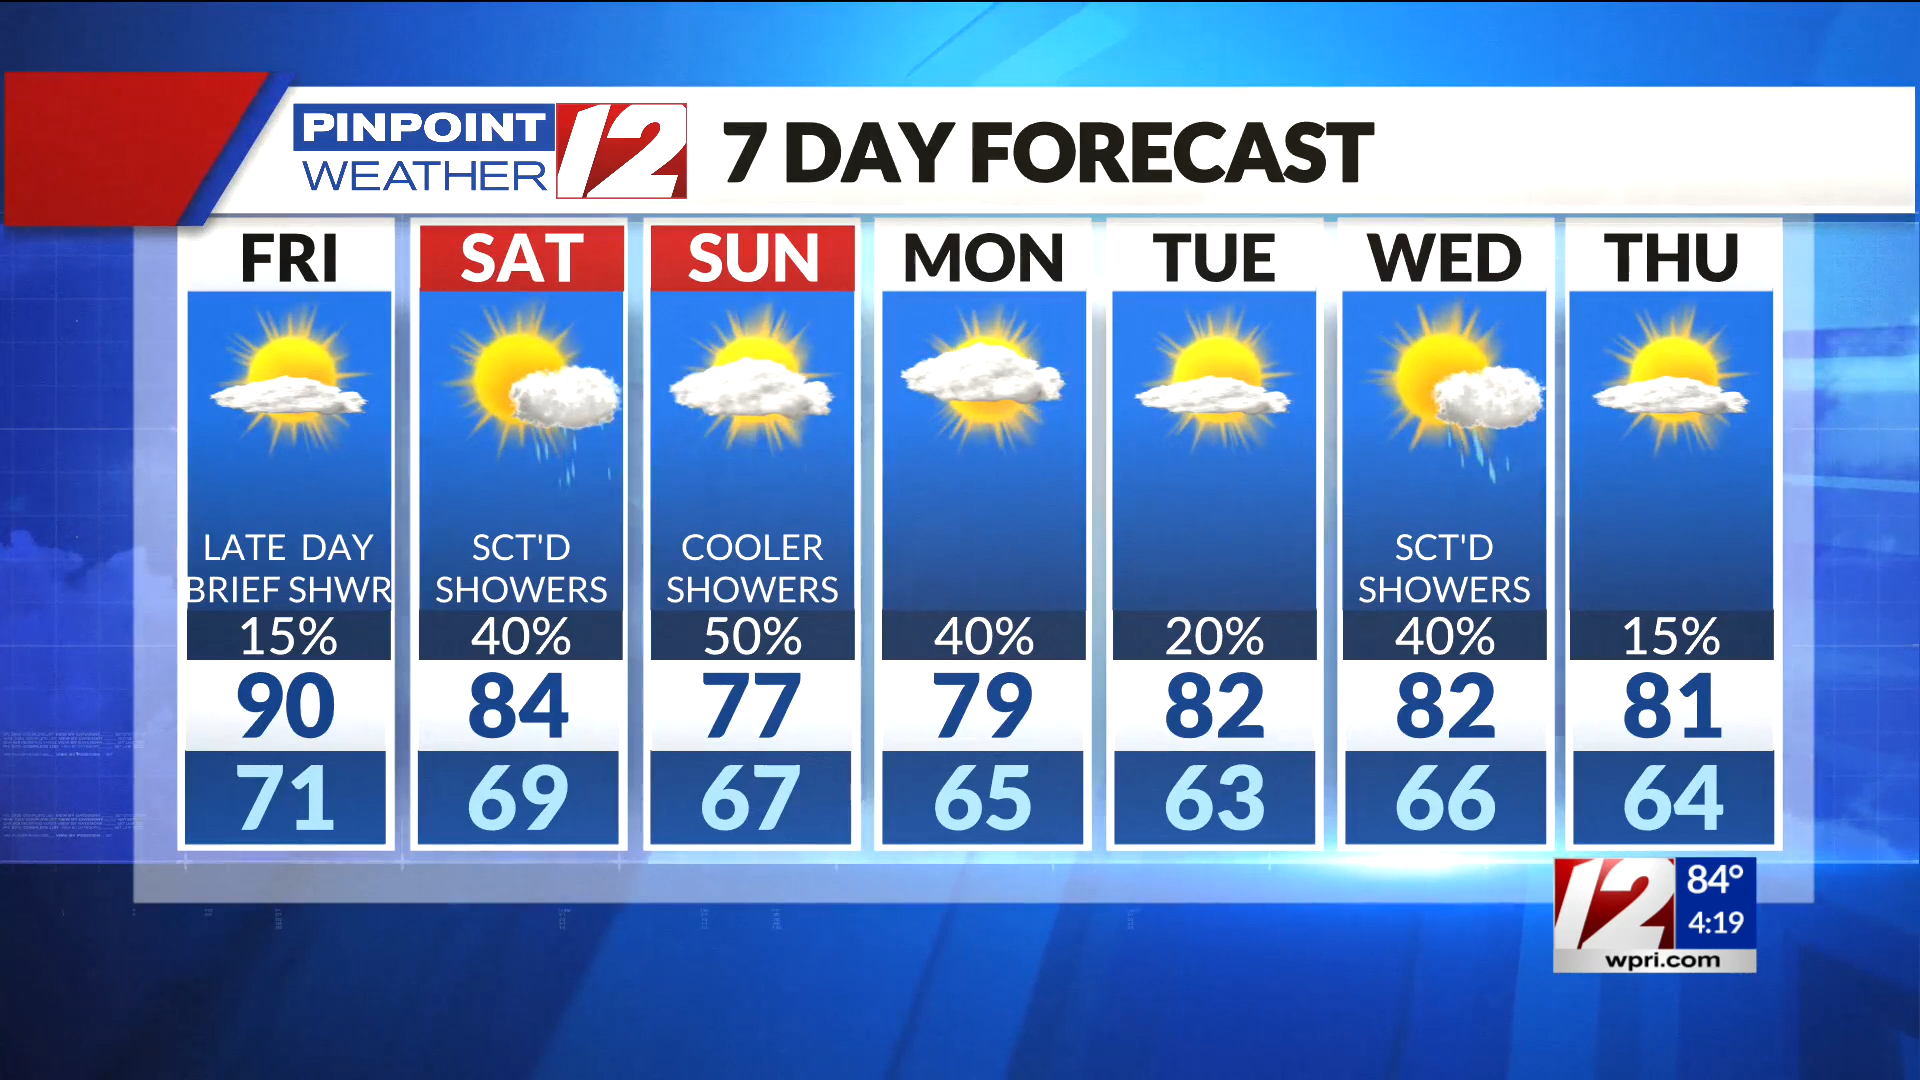 PINPOINT
WEATHER
12
7 DAY FORECAST
FRI SAT SUN MON TUE WED THU
LATE DAY
BRIEF SHWR
SCT'D
SHOWERS
COOLER
SHOWERS
SCT'D
SHOWERS
15% 40% 50% 40% 20% 40% 15%
90 84 77 79 82 82 81
71 69 67 65 63 66 64
12
84°
4:19
wpri.com